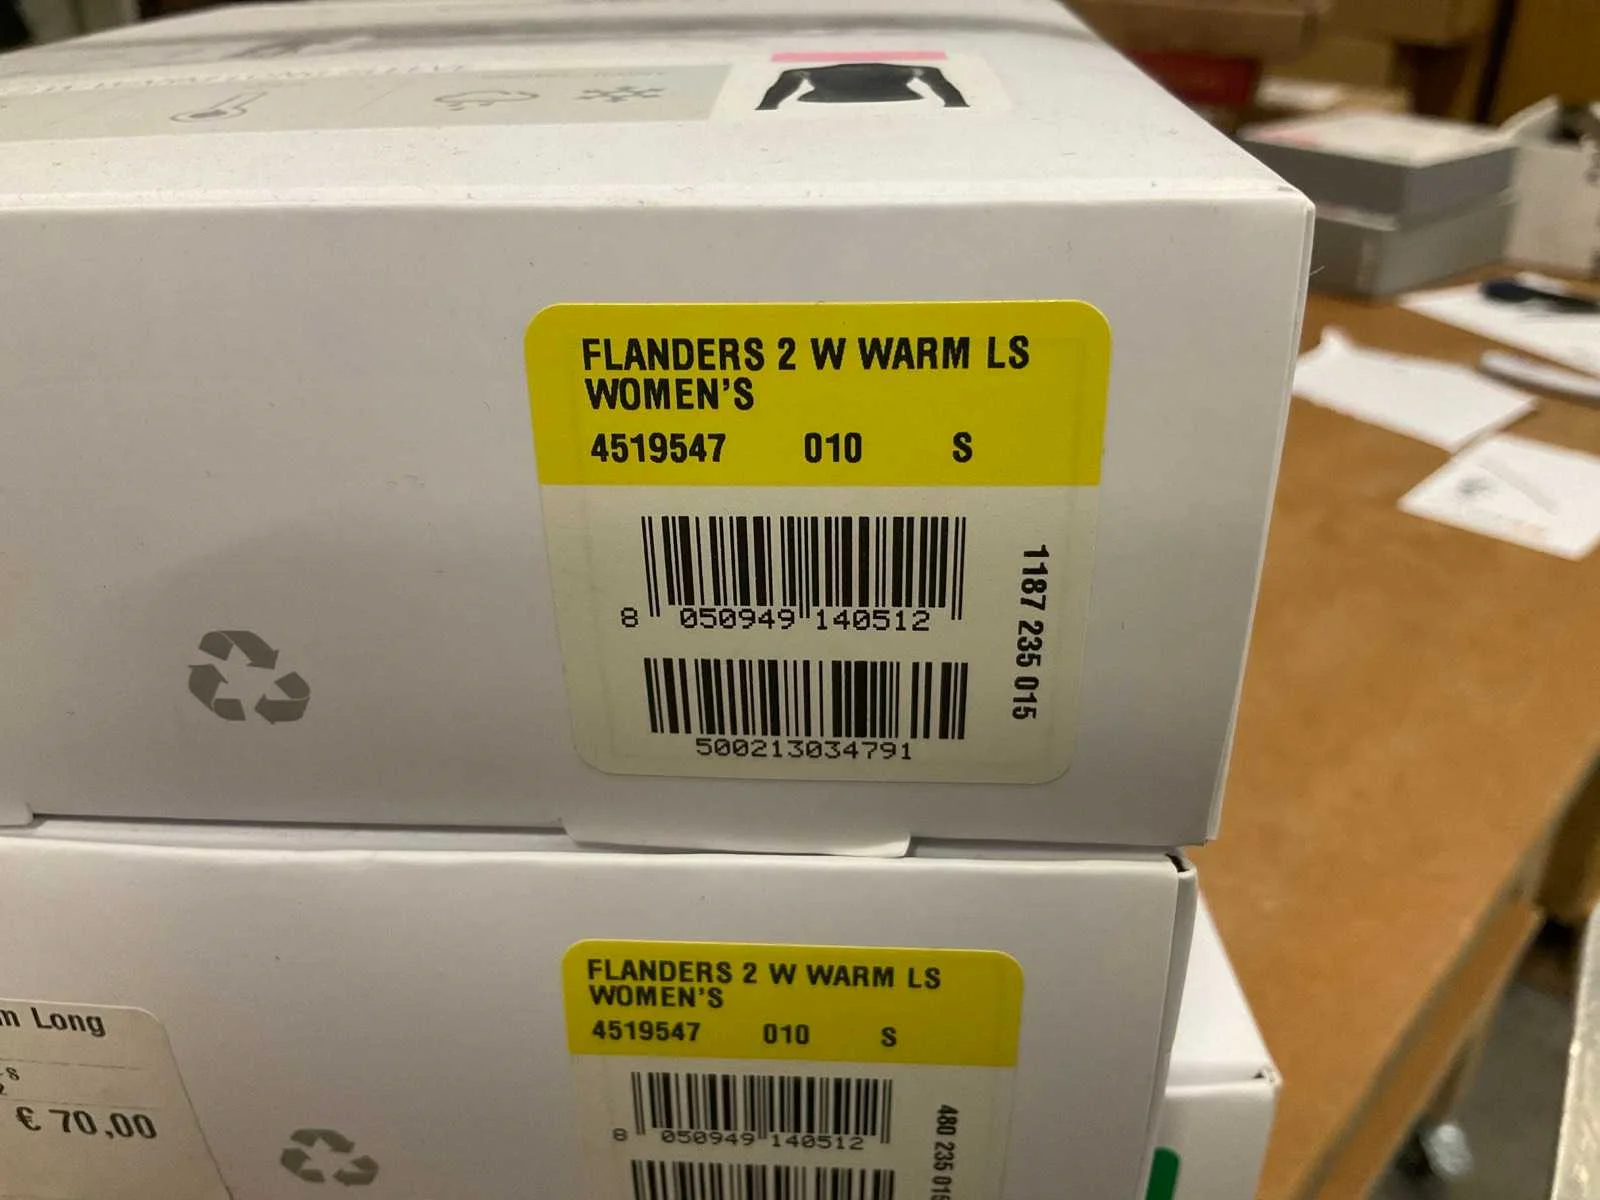 FLANDERS 2 W WARM LS
WOMEN'S
4519547 010 S
8 050949 140512
1187 235 015
500213034791
FLANDERS 2 W WARM LS
WOMEN'S
4519547 010 S
8 050949 140512
480 235 015
Long
€ 70,00